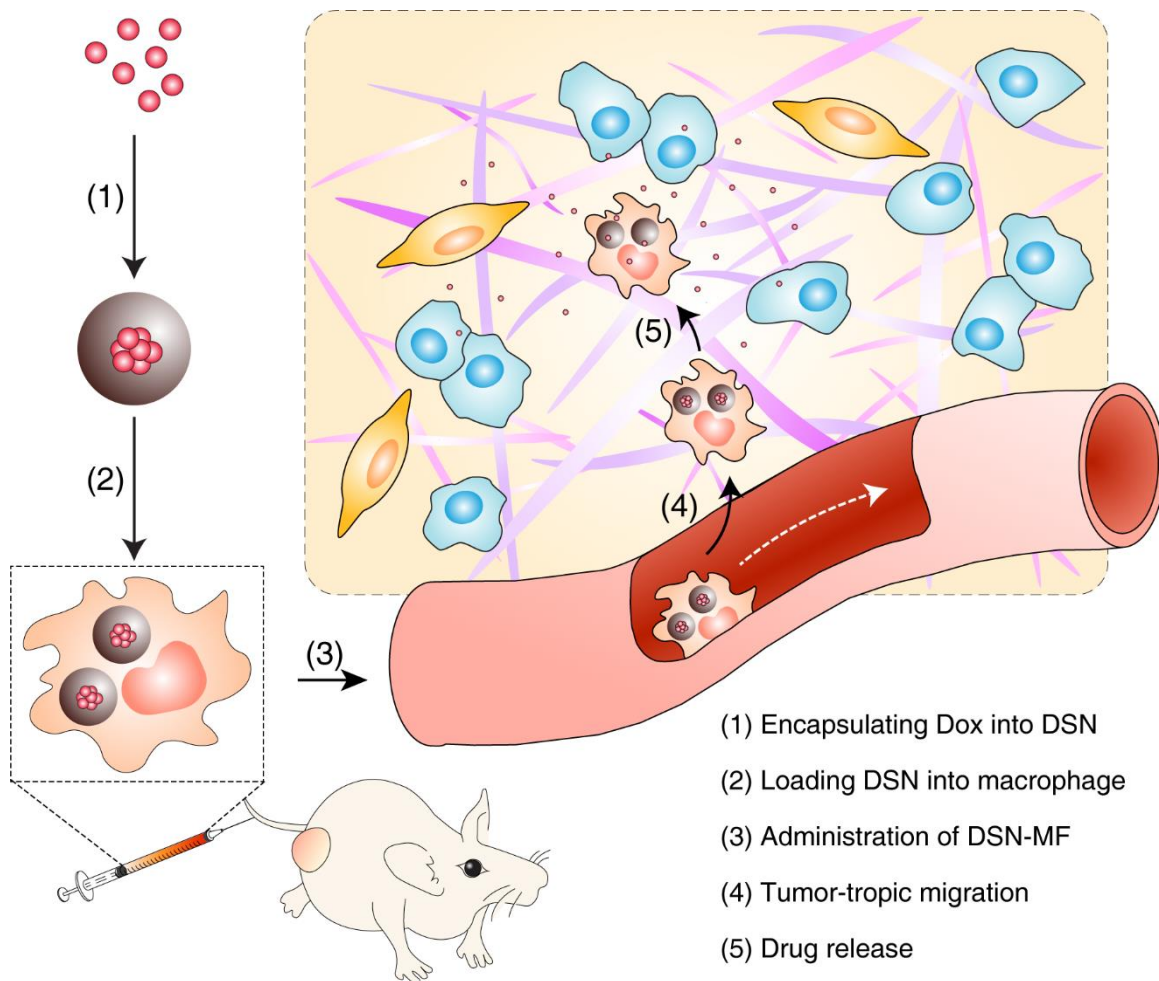 (1)
(2)
(3)
(4)
(5)
(1) Encapsulating Dox into DSN
(2) Loading DSN into macrophage
(3) Administration of DSN-MF
(4) Tumor-tropic migration
(5) Drug release